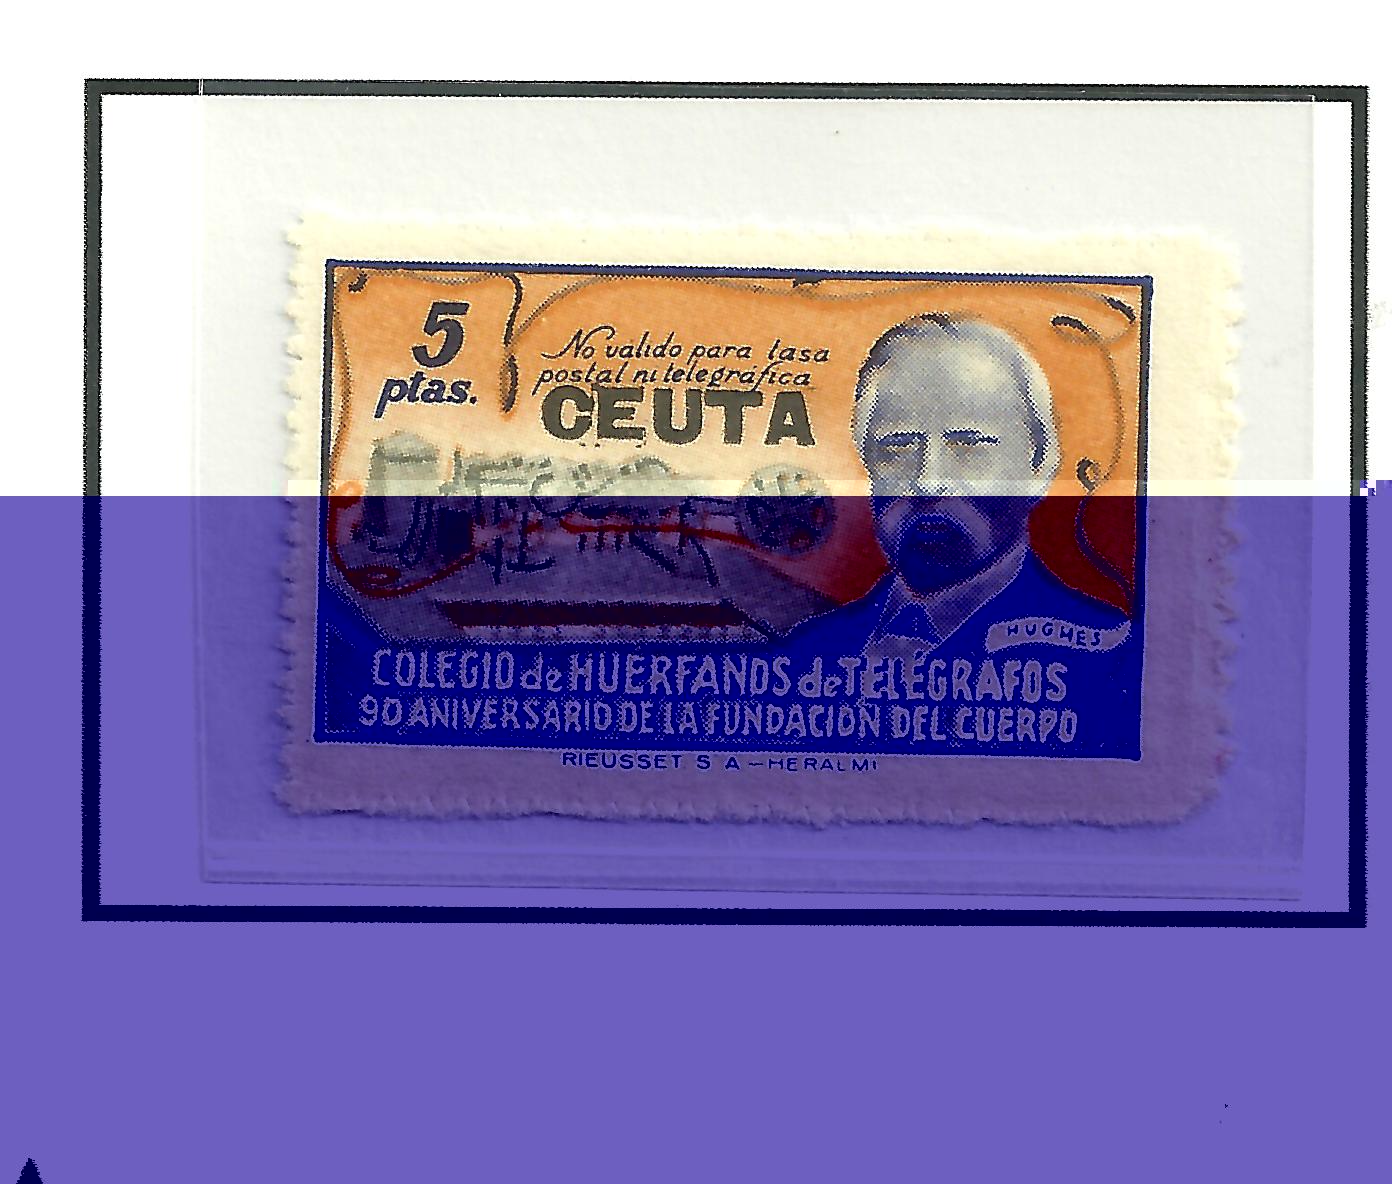 5
ptas.
No valido para tasa
postal ni telegráfica
CEUTA
HUGHES
COLEGIO de HUERFANOS de TELÉGRAFOS
90 ANIVERSARIO DE LA FUNDACION DEL CUERPO
RIEUSSET S A - HERALMI